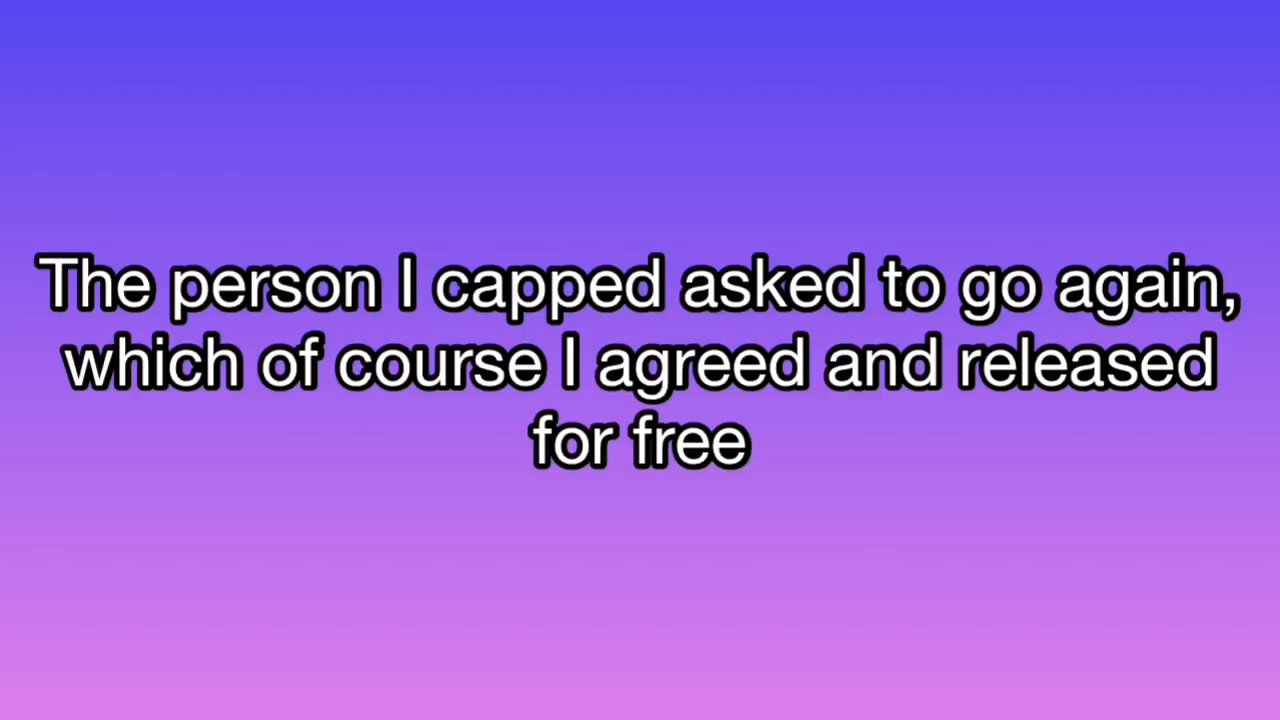 The person I capped asked to go again,
which of course I agreed and released
for free